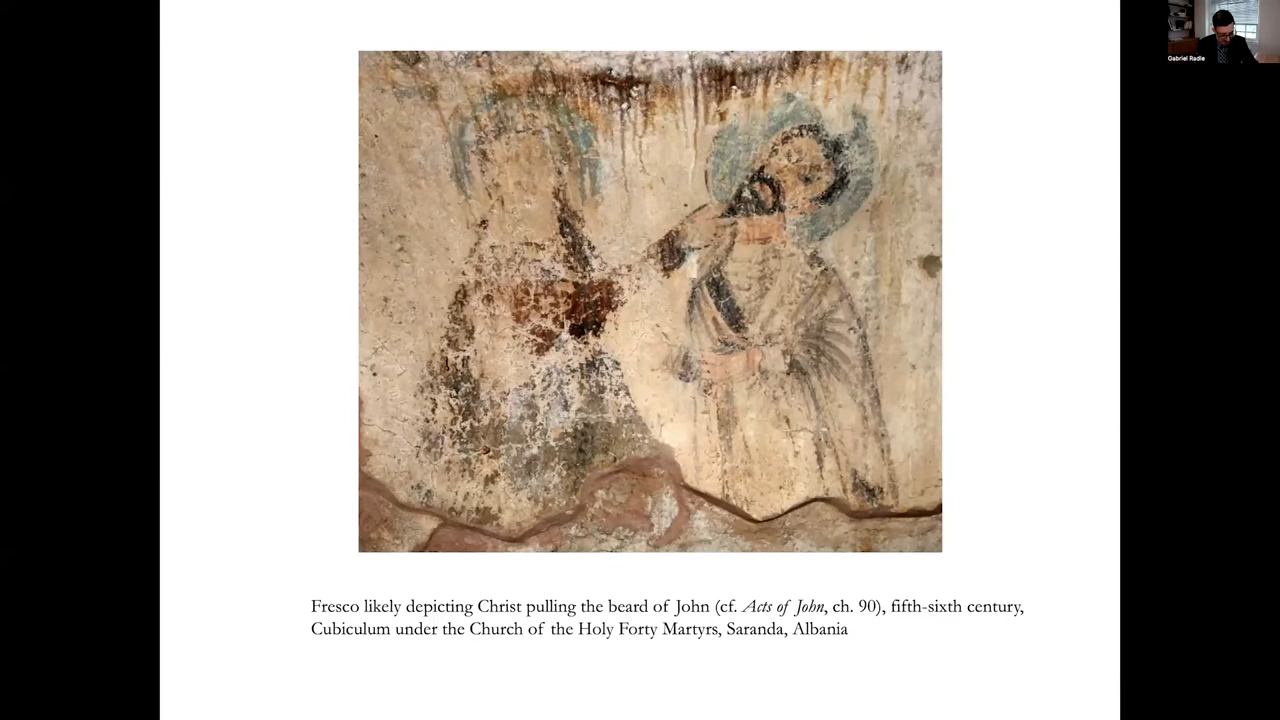 Gabriel Radle
Fresco likely depicting Christ pulling the beard of John (cf. Acts of John, ch. 90), fifth-sixth century,
Cubiculum under the Church of the Holy Forty Martyrs, Saranda, Albania